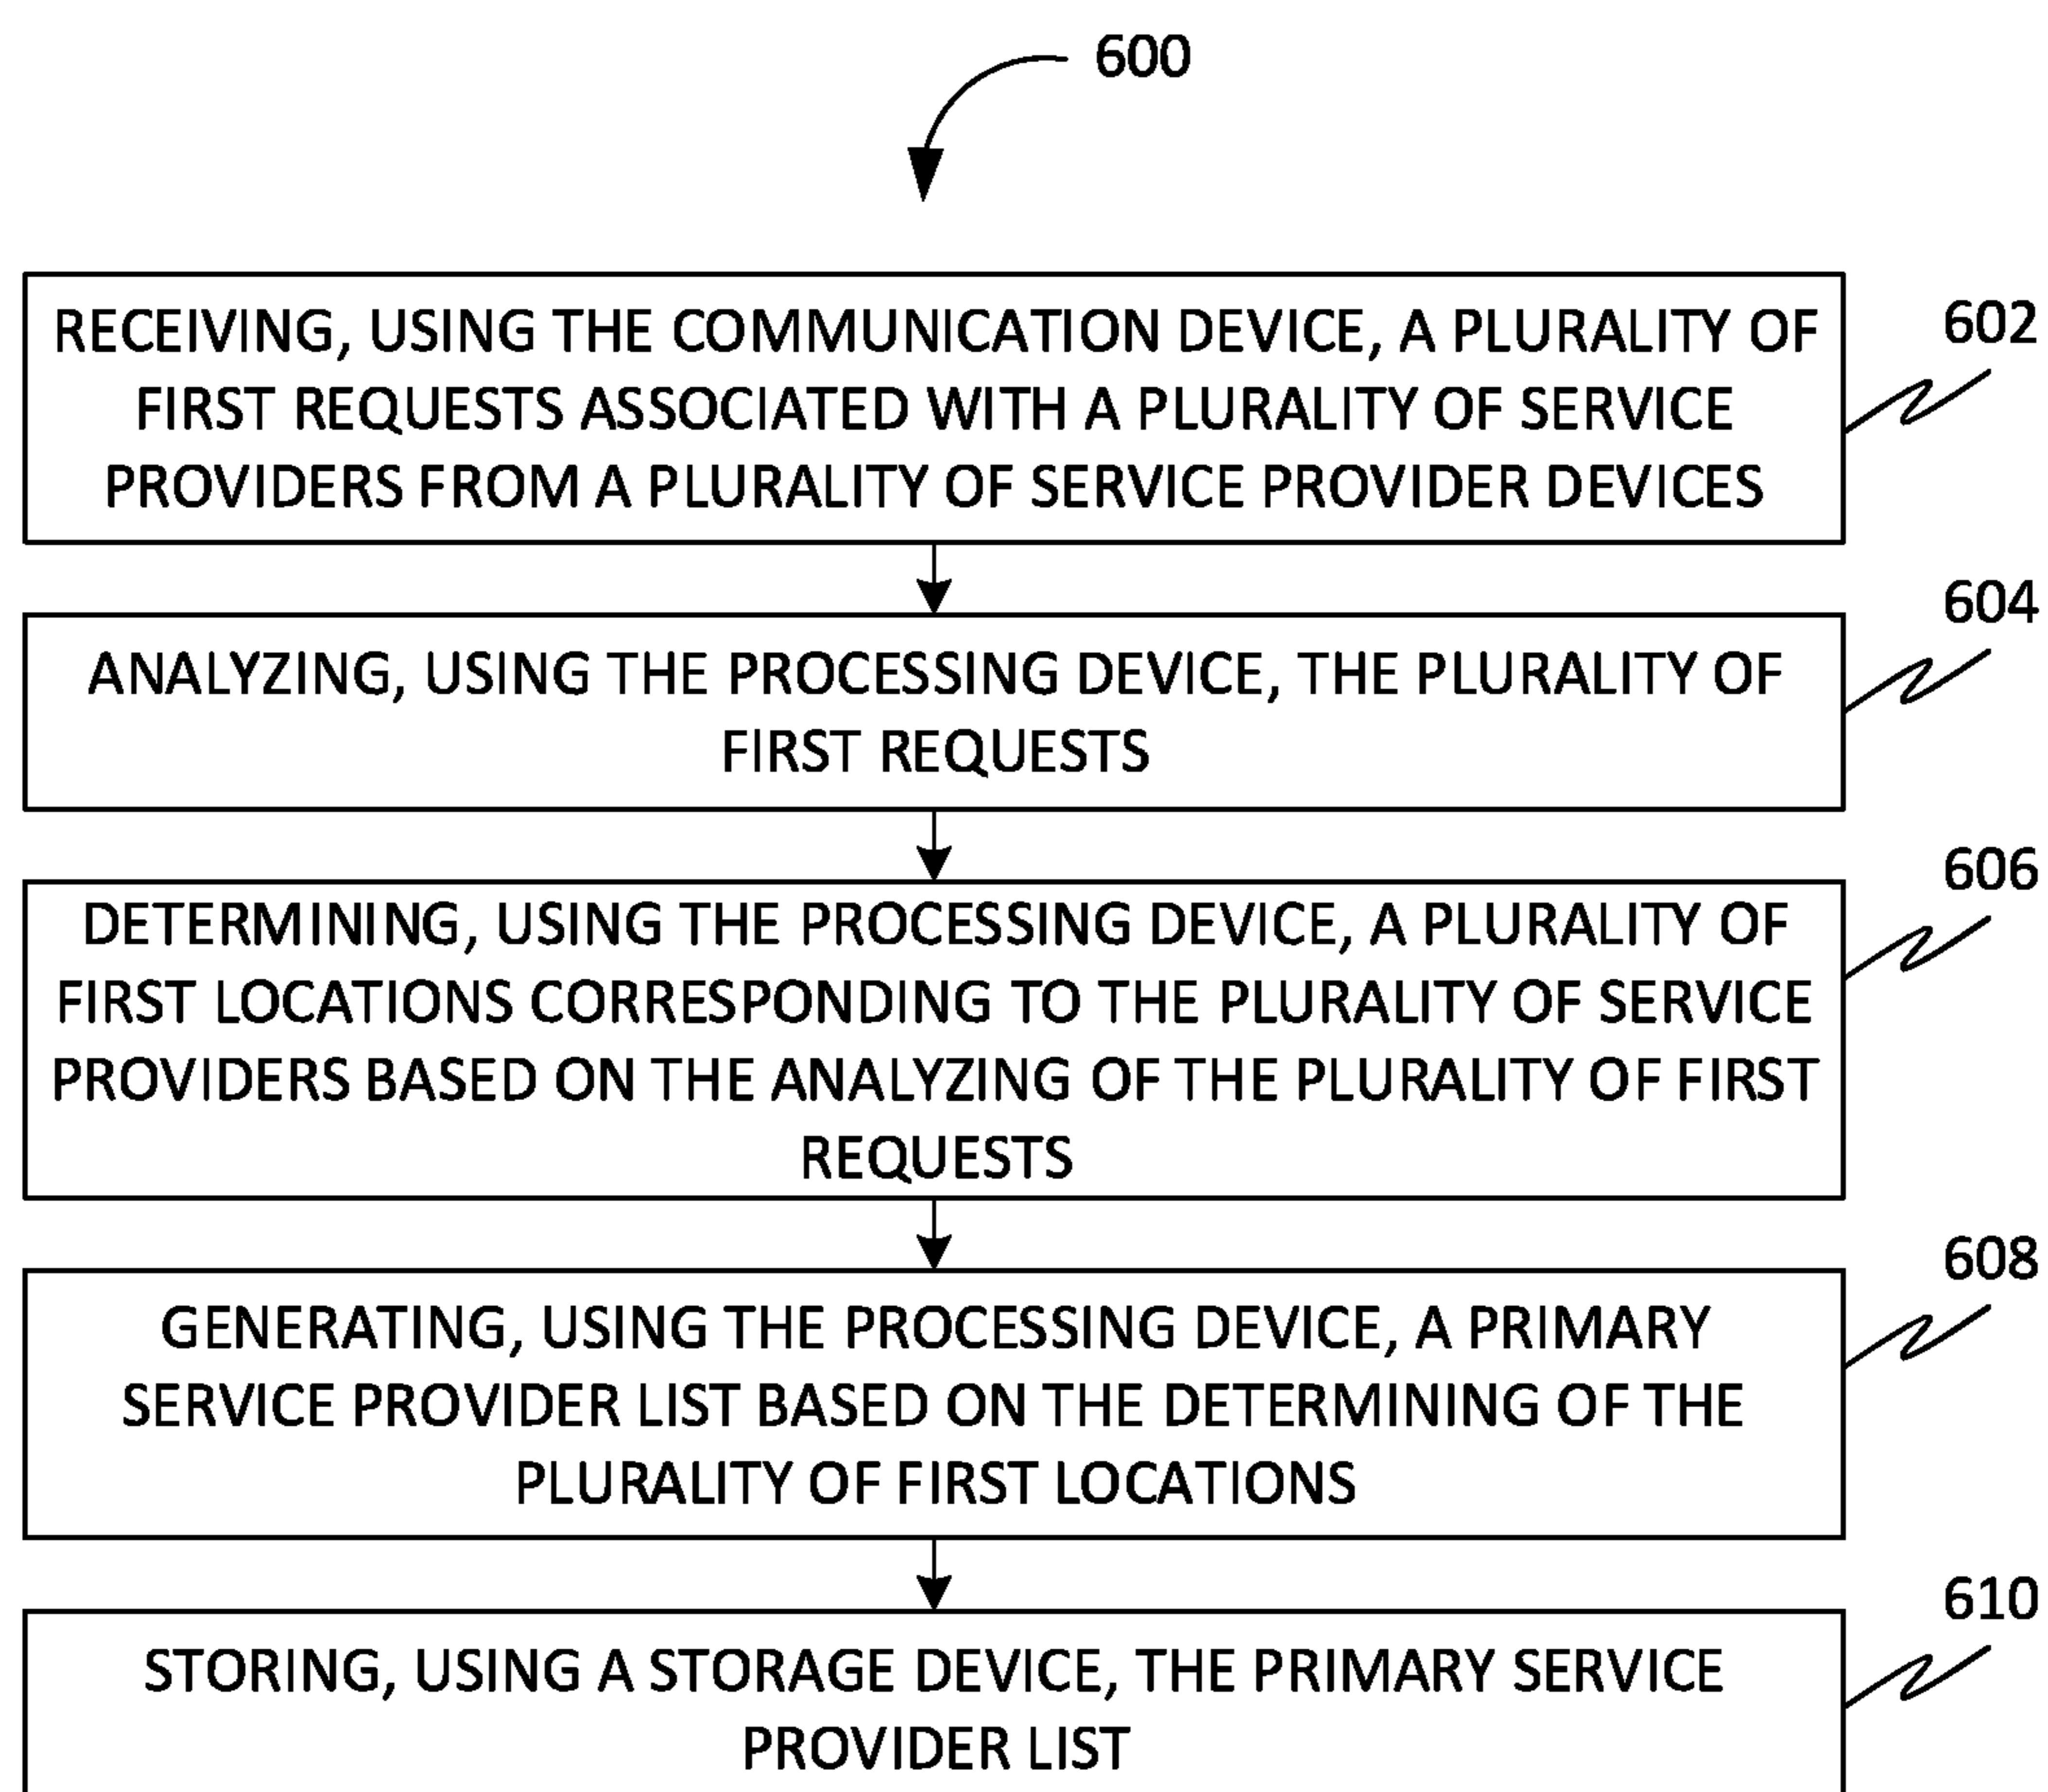 600
RECEIVING, USING THE COMMUNICATION DEVICE, A PLURALITY OF
FIRST REQUESTS ASSOCIATED WITH A PLURALITY OF SERVICE
PROVIDERS FROM A PLURALITY OF SERVICE PROVIDER DEVICES
602
ANALYZING, USING THE PROCESSING DEVICE, THE PLURALITY OF
FIRST REQUESTS
604
DETERMINING, USING THE PROCESSING DEVICE, A PLURALITY OF
FIRST LOCATIONS CORRESPONDING TO THE PLURALITY OF SERVICE
PROVIDERS BASED ON THE ANALYZING OF THE PLURALITY OF FIRST
REQUESTS
606
GENERATING, USING THE PROCESSING DEVICE, A PRIMARY
SERVICE PROVIDER LIST BASED ON THE DETERMINING OF THE
PLURALITY OF FIRST LOCATIONS
608
STORING, USING A STORAGE DEVICE, THE PRIMARY SERVICE
PROVIDER LIST
610